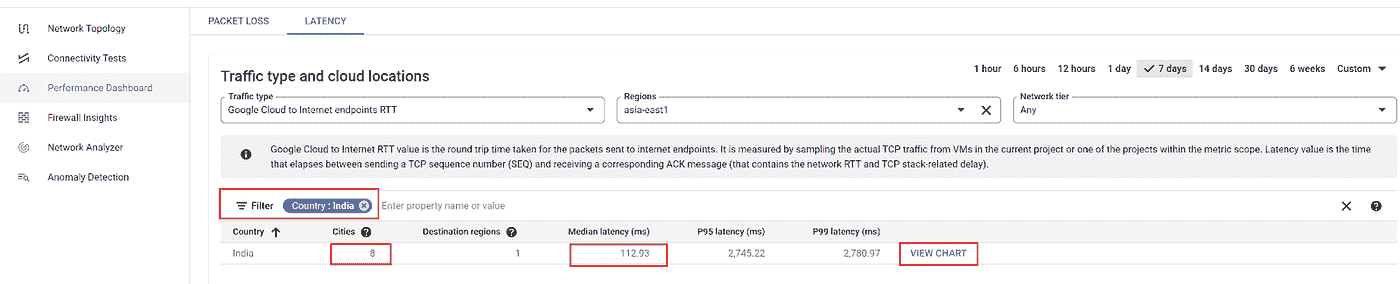 Network Topology
Connectivity Tests
Performance Dashboard
Firewall Insights
Network Analyzer
Anomaly Detection
PACKET LOSS LATENCY
Traffic type and cloud locations
1 hour 6 hours 12 hours 1 day 7 days 14 days 30 days 6 weeks Custom
Traffic type
Google Cloud to Internet endpoints RTT
Regions
asia-east1
Network tier
Any
Google Cloud to Internet RTT value is the round trip time taken for the packets sent to internet endpoints. It is measured by sampling the actual TCP traffic from VMs in the current project or one of the projects within the metric scope. Latency value is the time
that elapses between sending a TCP sequence number (SEQ) and receiving a corresponding ACK message (that contains the network RTT and TCP stack-related delay).
Filter Country : India Enter property name or value
Country Cities Destination regions Median latency (ms) P95 latency (ms) P99 latency (ms)
India 8 1 112.93 2,745.22 2,780.97 VIEW CHART